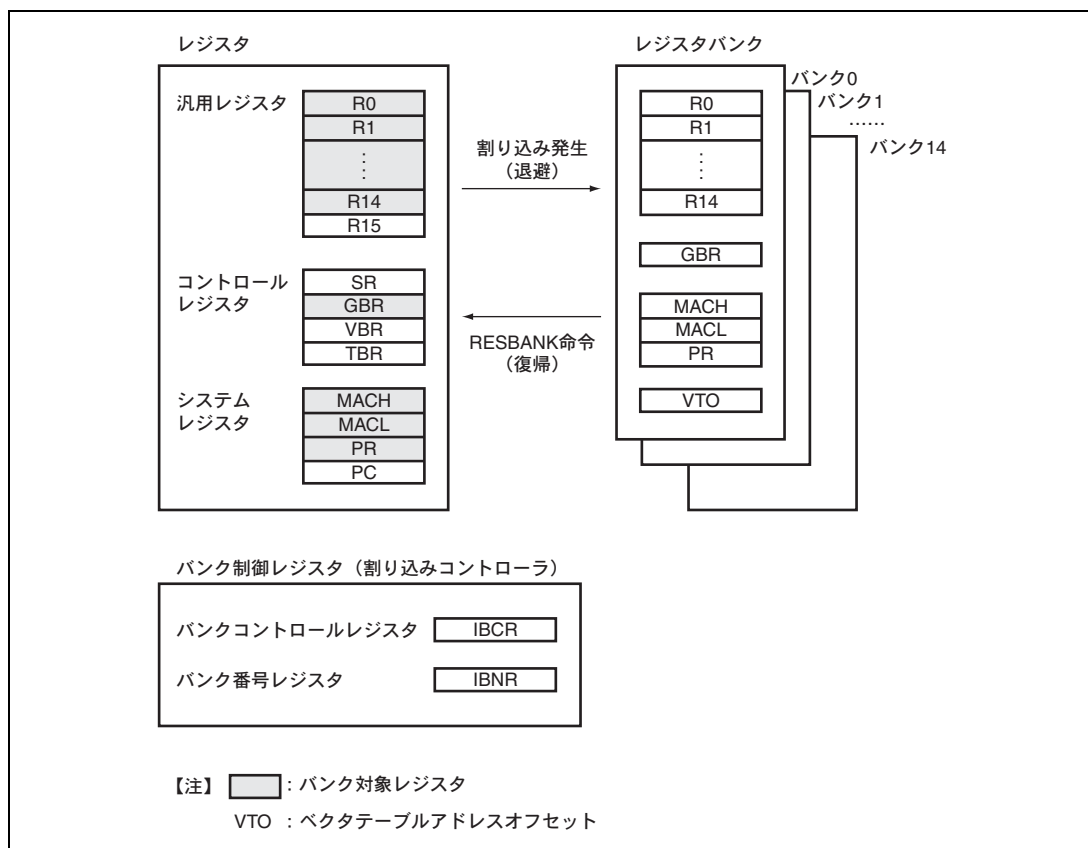 レジスタ
汎用レジスタ
R0
R1
⋮
R14
R15
コントロール
レジスタ
SR
GBR
VBR
TBR
システム
レジスタ
MACH
MACL
PR
PC
割り込み発生
(退避)
RESBANK命令
(復帰)
レジスタバンク
バンク0
バンク1
……
バンク14
R0
R1
⋮
R14
GBR
MACH
MACL
PR
VTO
バンク制御レジスタ(割り込みコントローラ)
バンクコントロールレジスタ IBCR
バンク番号レジスタ IBNR
【注】 : バンク対象レジスタ
VTO : ベクタテーブルアドレスオフセット